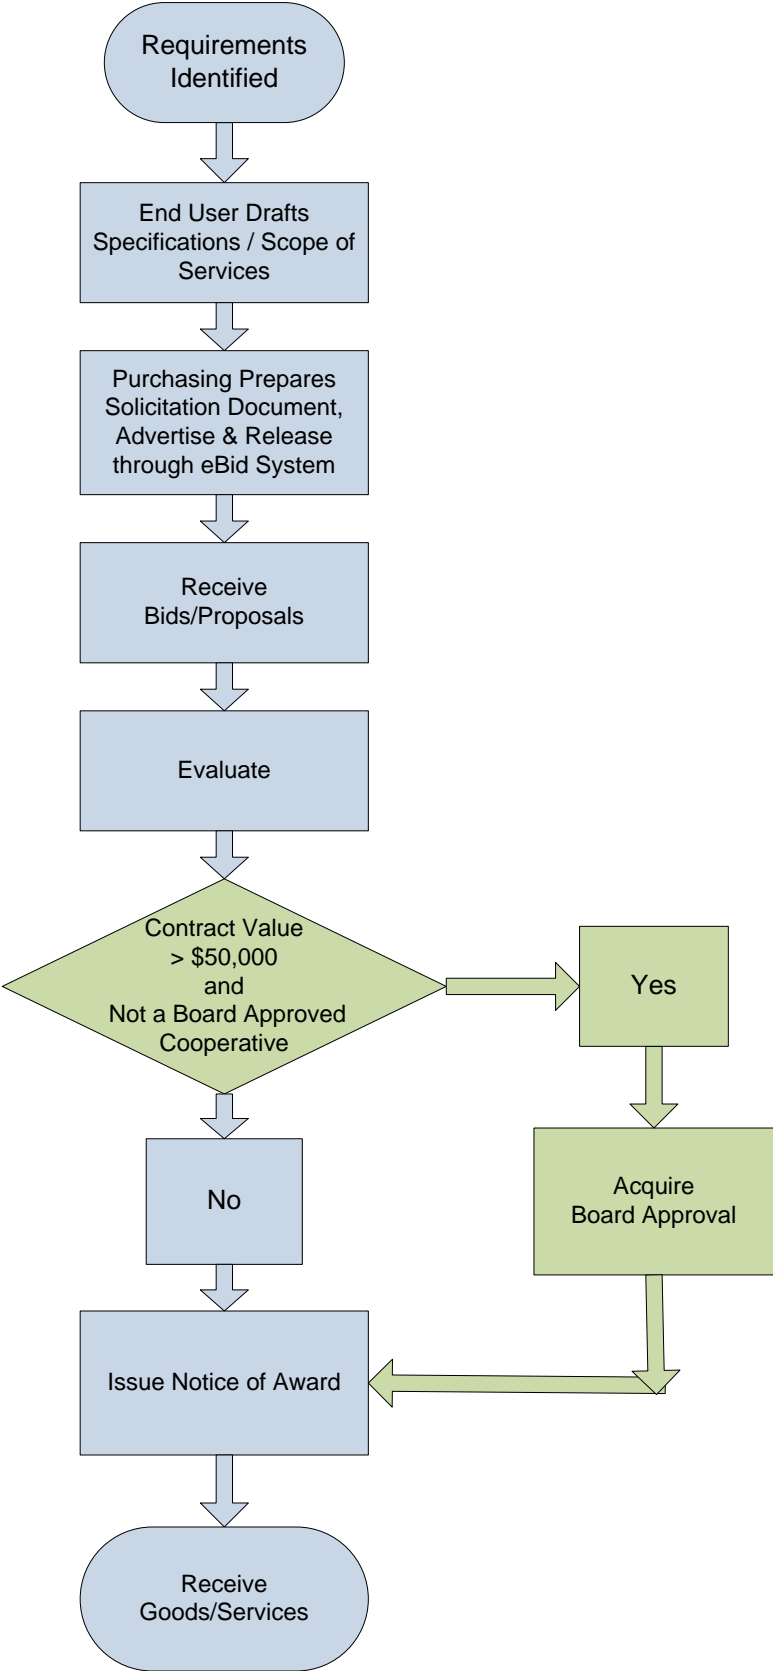 Requirements
Identified
End User Drafts
Specifications / Scope of
Services
Purchasing Prepares
Solicitation Document,
Advertise & Release
through eBid System
Receive
Bids/Proposals
Evaluate
Contract Value
> $50,000
and
Not a Board Approved
Cooperative
Yes
No
Acquire
Board Approval
Issue Notice of Award
Receive
Goods/Services